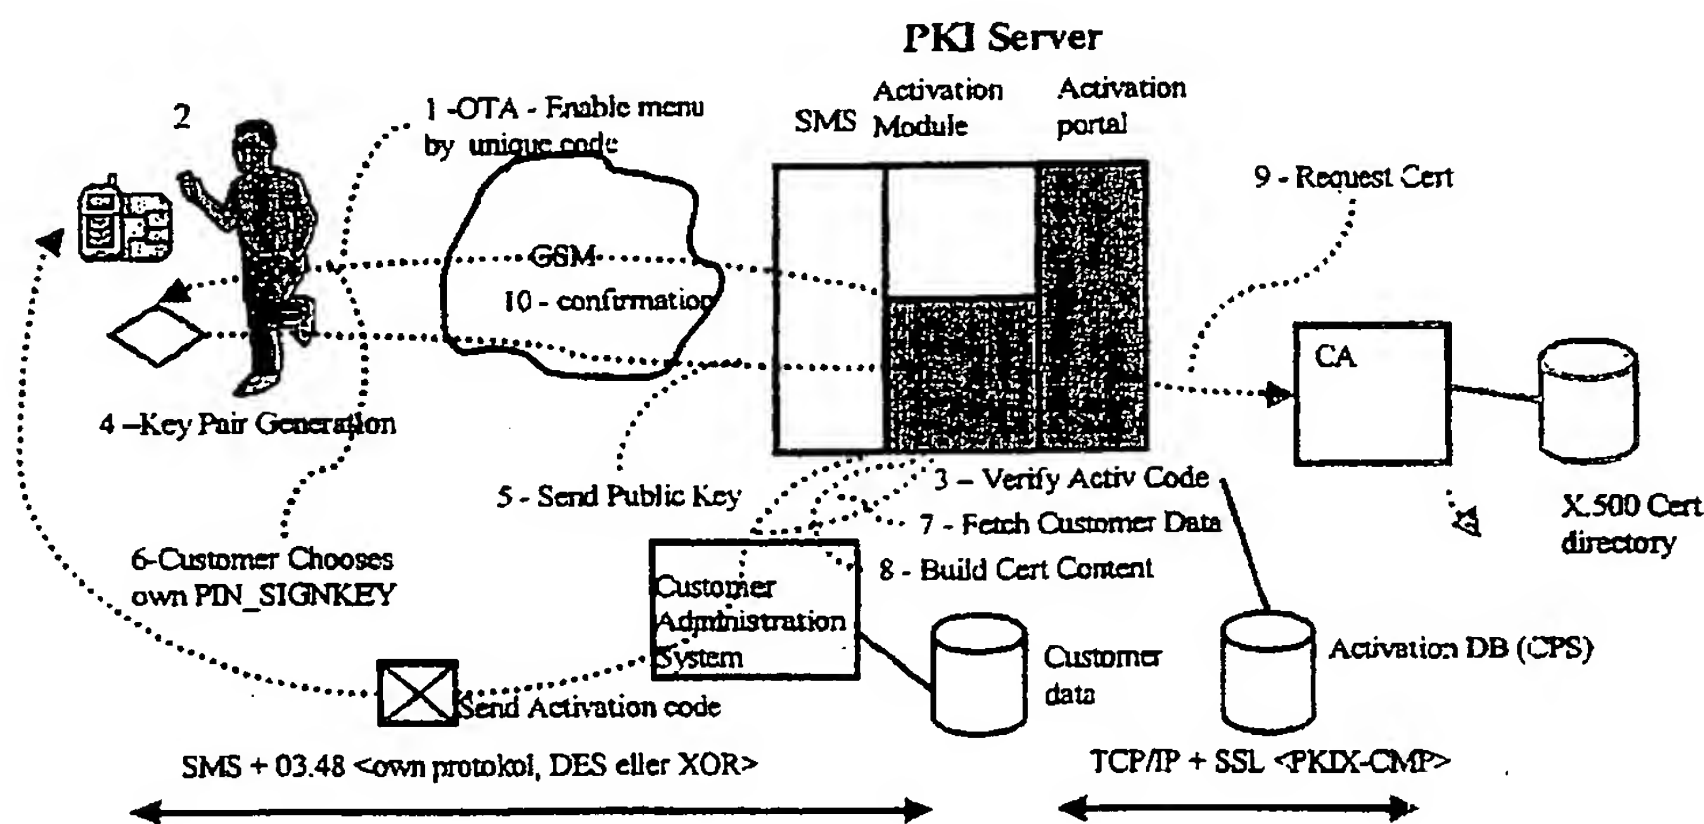 PKI Server
Activation
Module
Activation
portal
SMS
2
1 -OTA - Enable menu
by unique code
9 - Request Cert
GSM
10 - confirmation
CA
4 –Key Pair Generation
5 - Send Public Key
3 – Verify Activ Code
7 - Fetch Customer Data
8 - Build Cert Content
X.500 Cert
directory
6-Customer Chooses
own PIN_SIGNKEY
Customer
Administration
System
Customer
data
Activation DB (CPS)
Send Activation code
SMS + 03.48 <own protokol, DES eller XOR>
TCP/IP + SSL <PKIX-CMP>